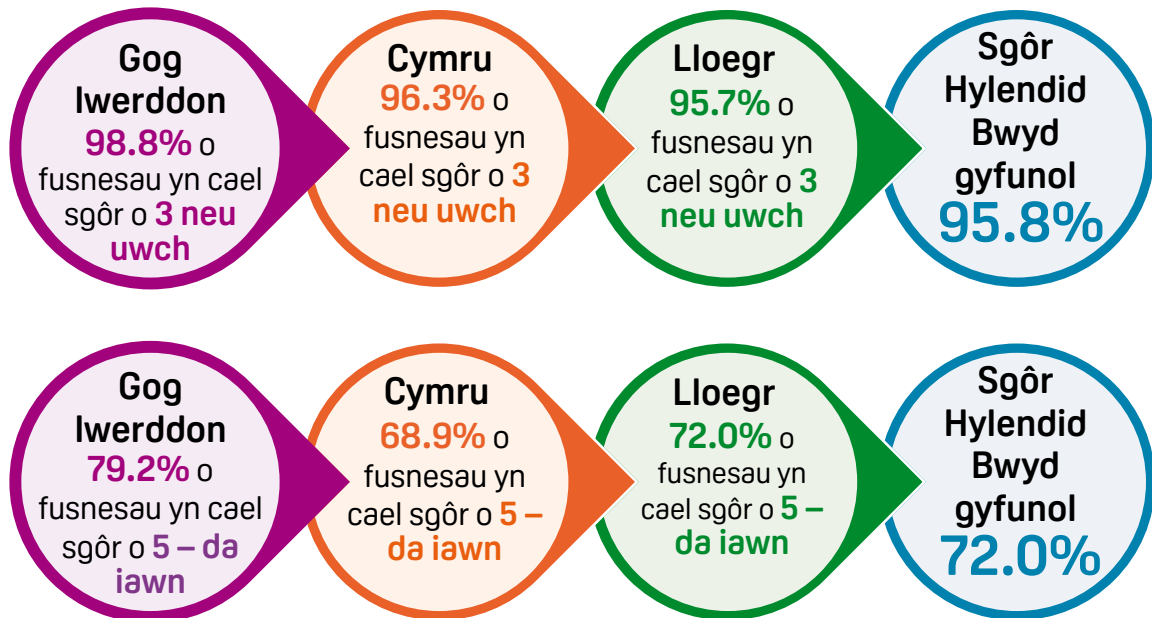 Gog
Iwerddon
98.8% o
fusnesau yn cael
sgôr o 3 neu
uwch
Cymru
96.3% o
fusnesau yn
cael sgôr o 3
neu uwch
Lloegr
95.7% o
fusnesau yn
cael sgôr o 3
neu uwch
Sgôr
Hylendid
Bwyd
gyfunol
95.8%
Gog
Iwerddon
79.2% o
fusnesau yn cael
sgôr o 5 – da
iawn
Cymru
68.9% o
fusnesau yn
cael sgôr o 5 –
da iawn
Lloegr
72.0% o
fusnesau yn
cael sgôr o 5 –
da iawn
Sgôr
Hylendid
Bwyd
gyfunol
72.0%